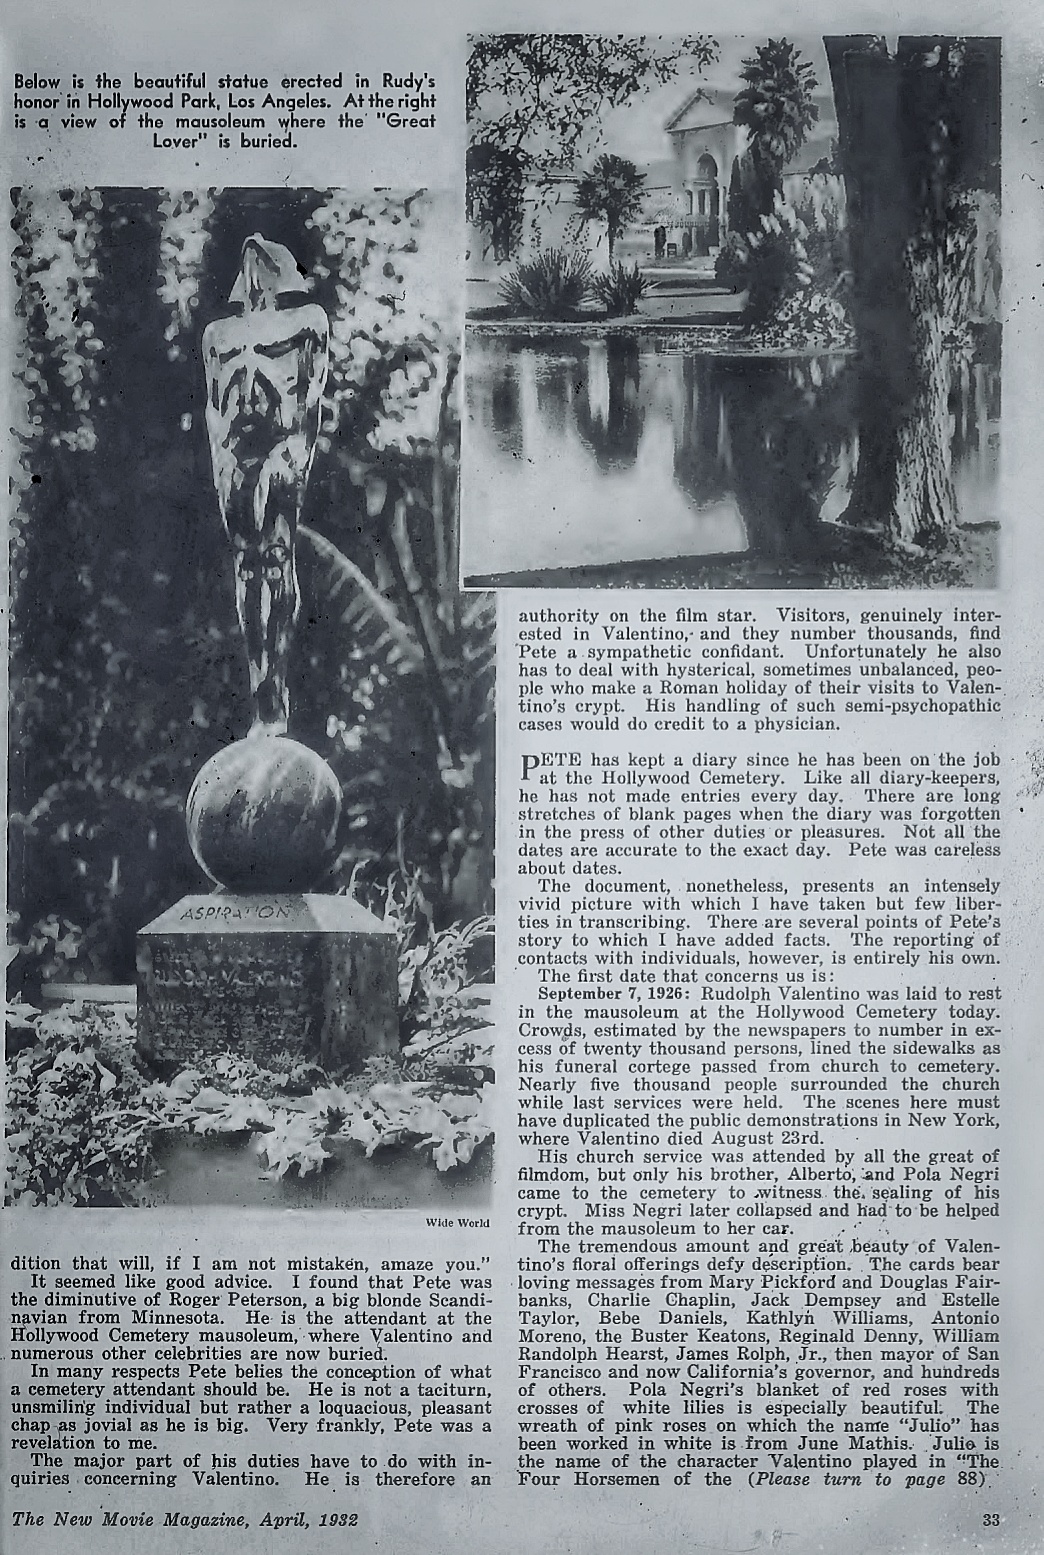 Below is the beautiful statue erected in Rudy's
honor in Hollywood Park, Los Angeles. At the right
is a view of the mausoleum where the "Great
Lover" is buried.
ASPIRATION
Wide World
dition that will, if I am not mistaken, amaze you."
It seemed like good advice. I found that Pete was
the diminutive of Roger Peterson, a big blonde Scandi-
navian from Minnesota. He is the attendant at the
Hollywood Cemetery mausoleum, where Valentino and
numerous other celebrities are now buried.
In many respects Pete belies the conception of what
a cemetery attendant should be. He is not a taciturn,
unsmiling individual but rather a loquacious, pleasant
chap as jovial as he is big. Very frankly, Pete was a
revelation to me.
The major part of his duties have to do with in-
quiries concerning Valentino. He is therefore an
authority on the film star. Visitors, genuinely inter-
ested in Valentino, and they number thousands, find
Pete a sympathetic confidant. Unfortunately he also
has to deal with hysterical, sometimes unbalanced, peo-
ple who make a Roman holiday of their visits to Valen-
tino's crypt. His handling of such semi-psychopathic
cases would do credit to a physician.
PETE has kept a diary since he has been on the job
at the Hollywood Cemetery. Like all diary-keepers,
he has not made entries every day. There are long
stretches of blank pages when the diary was forgotten
in the press of other duties or pleasures. Not all the
dates are accurate to the exact day. Pete was careless
about dates.
The document, nonetheless, presents an intensely
vivid picture with which I have taken but few liber-
ties in transcribing. There are several points of Pete's
story to which I have added facts. The reporting of
contacts with individuals, however, is entirely his own.
The first date that concerns us is:
September 7, 1926: Rudolph Valentino was laid to rest
in the mausoleum at the Hollywood Cemetery today.
Crowds, estimated by the newspapers to number in ex-
cess of twenty thousand persons, lined the sidewalks as
his funeral cortege passed from church to cemetery.
Nearly five thousand people surrounded the church
while last services were held. The scenes here must
have duplicated the public demonstrations in New York,
where Valentino died August 23rd.
His church service was attended by all the great of
filmdom, but only his brother, Alberto, and Pola Negri
came to the cemetery to witness the sealing of his
crypt. Miss Negri later collapsed and had to be helped
from the mausoleum to her car.
The tremendous amount and great beauty of Valen-
tino's floral offerings defy description. The cards bear
loving messages from Mary Pickford and Douglas Fair-
banks, Charlie Chaplin, Jack Dempsey and Estelle
Taylor, Bebe Daniels, Kathlyn Williams, Antonio
Moreno, the Buster Keatons, Reginald Denny, William
Randolph Hearst, James Rolph, Jr., then mayor of San
Francisco and now California's governor, and hundreds
of others. Pola Negri's blanket of red roses with
crosses of white lilies is especially beautiful. The
wreath of pink roses on which the name "Julio" has
been worked in white is from June Mathis. Julio is
the name of the character Valentino played in "The
Four Horsemen of the (Please turn to page 88)
The New Movie Magazine, April, 1932
33